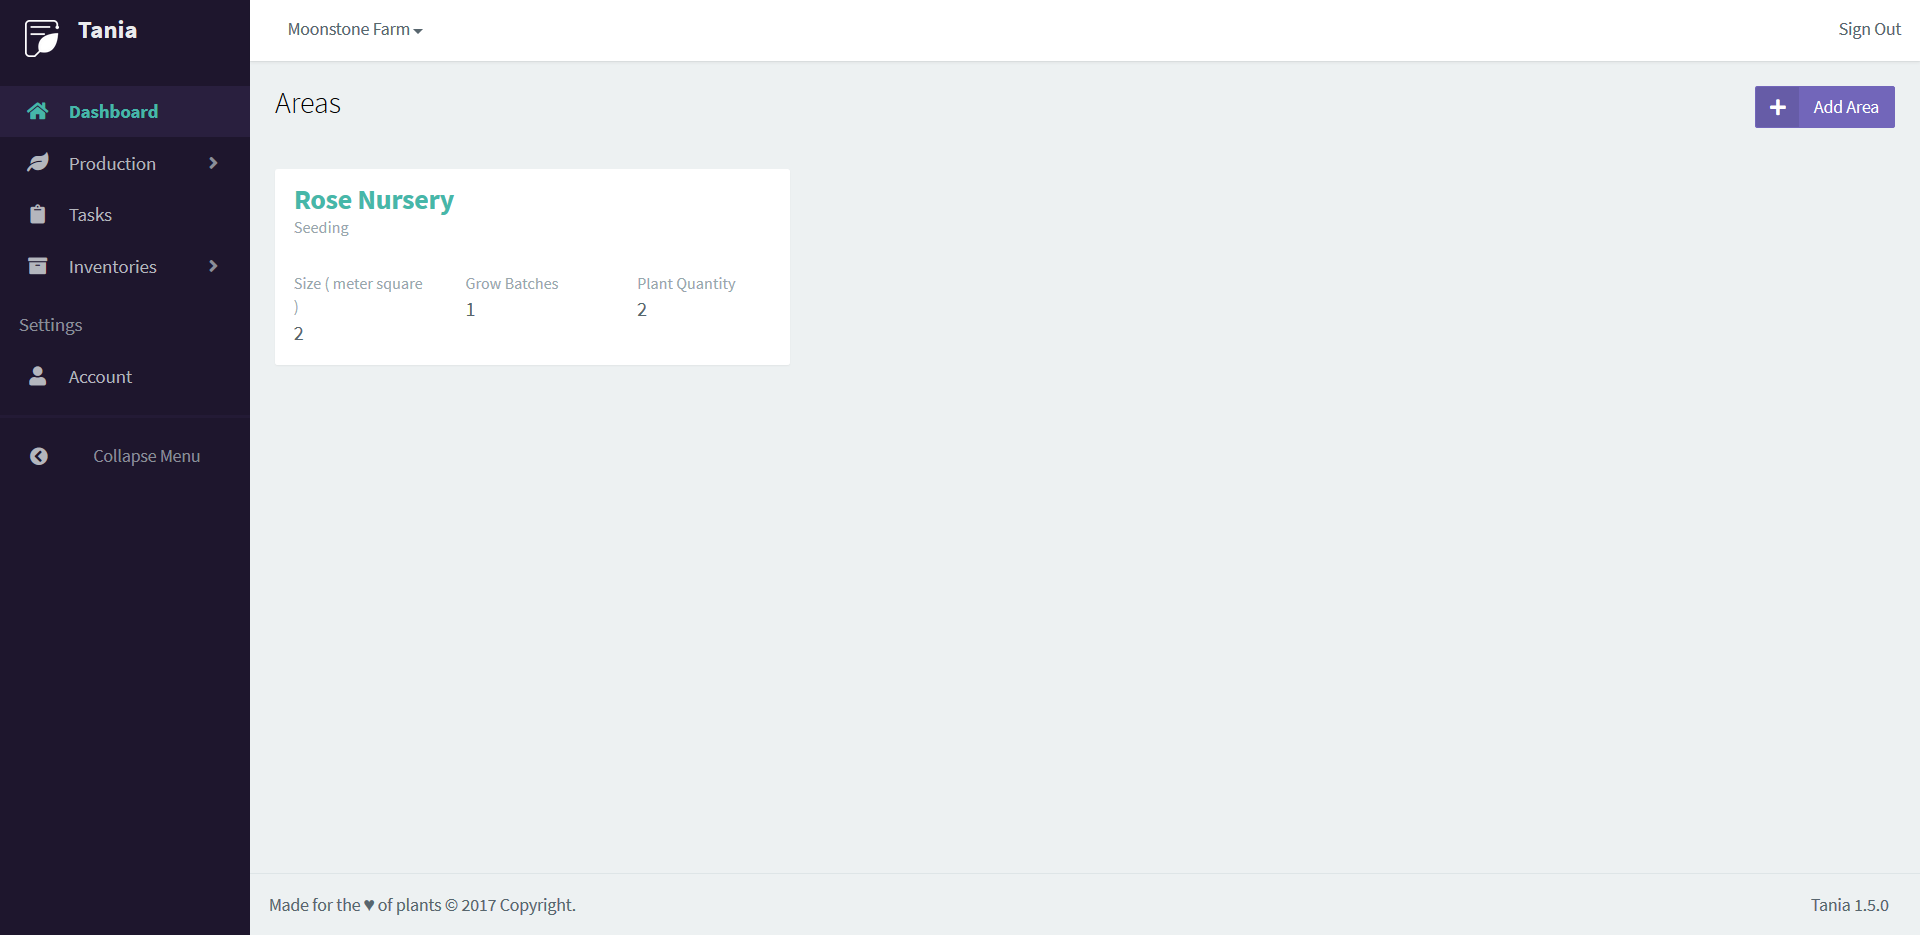 Tania
Moonstone Farm
Sign Out
Dashboard
Production
Tasks
Inventories
Settings
Account
Collapse Menu
Areas
Add Area
Rose Nursery
Seeding
Size ( meter square
)
2
Grow Batches
1
Plant Quantity
2
Made for the ♥ of plants © 2017 Copyright.
Tania 1.5.0